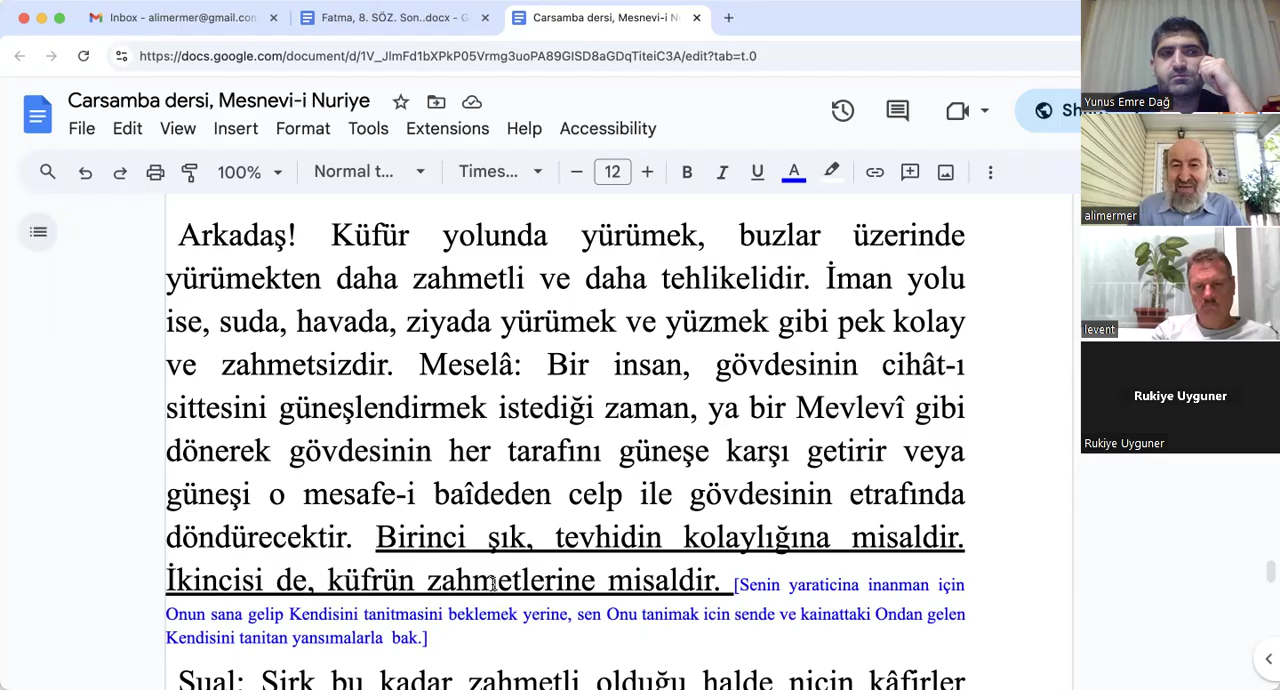 Inbox - alimermer@gmail.con
Fatma, 8. SÖZ. Son..docx - G
Carsamba dersi, Mesnevi-i N
https://docs.google.com/document/d/1V_JlmFd1bXPkP05Vrmg3uoPA89GlSD8aGDqTiteiC3A/edit?tab=t.0
Carsamba dersi, Mesnevi-i Nuriye
File Edit View Insert Format Tools Extensions Help Accessibility
Sh
100% Normal t... Times... 12 B I U A
Arkadaş! Küfür yolunda yürümek, buzlar üzerinde
yürümekten daha zahmetli ve daha tehlikelidir. İman yolu
ise, suda, havada, ziyada yürümek ve yüzmek gibi pek kolay
ve zahmetsizdir. Meselâ: Bir insan, gövdesinin cihât-ı
sittesini güneşlendirmek istediği zaman, ya bir Mevlevî gibi
dönerek gövdesinin her tarafını güneşe karşı getirir veya
güneşi o mesafe-i baîdeden celp ile gövdesinin etrafında
döndürecektir. Birinci şık, tevhidin kolaylığına misaldir.
İkincisi de, küfrün zahmetlerine misaldir. [Senin yaraticina inanman için
Onun sana gelip Kendisini tanitmasini beklemek yerine, sen Onu tanimak icin sende ve kainattaki Ondan gelen
Kendisini tanitan yansımalarla bak.]
Sual: Şirk bu kadar zahmetli olduğu halde niçin kâfirler
Yunus Emre Dağ
alimermer
levent
Rukiye Uyguner
Rukiye Uyguner